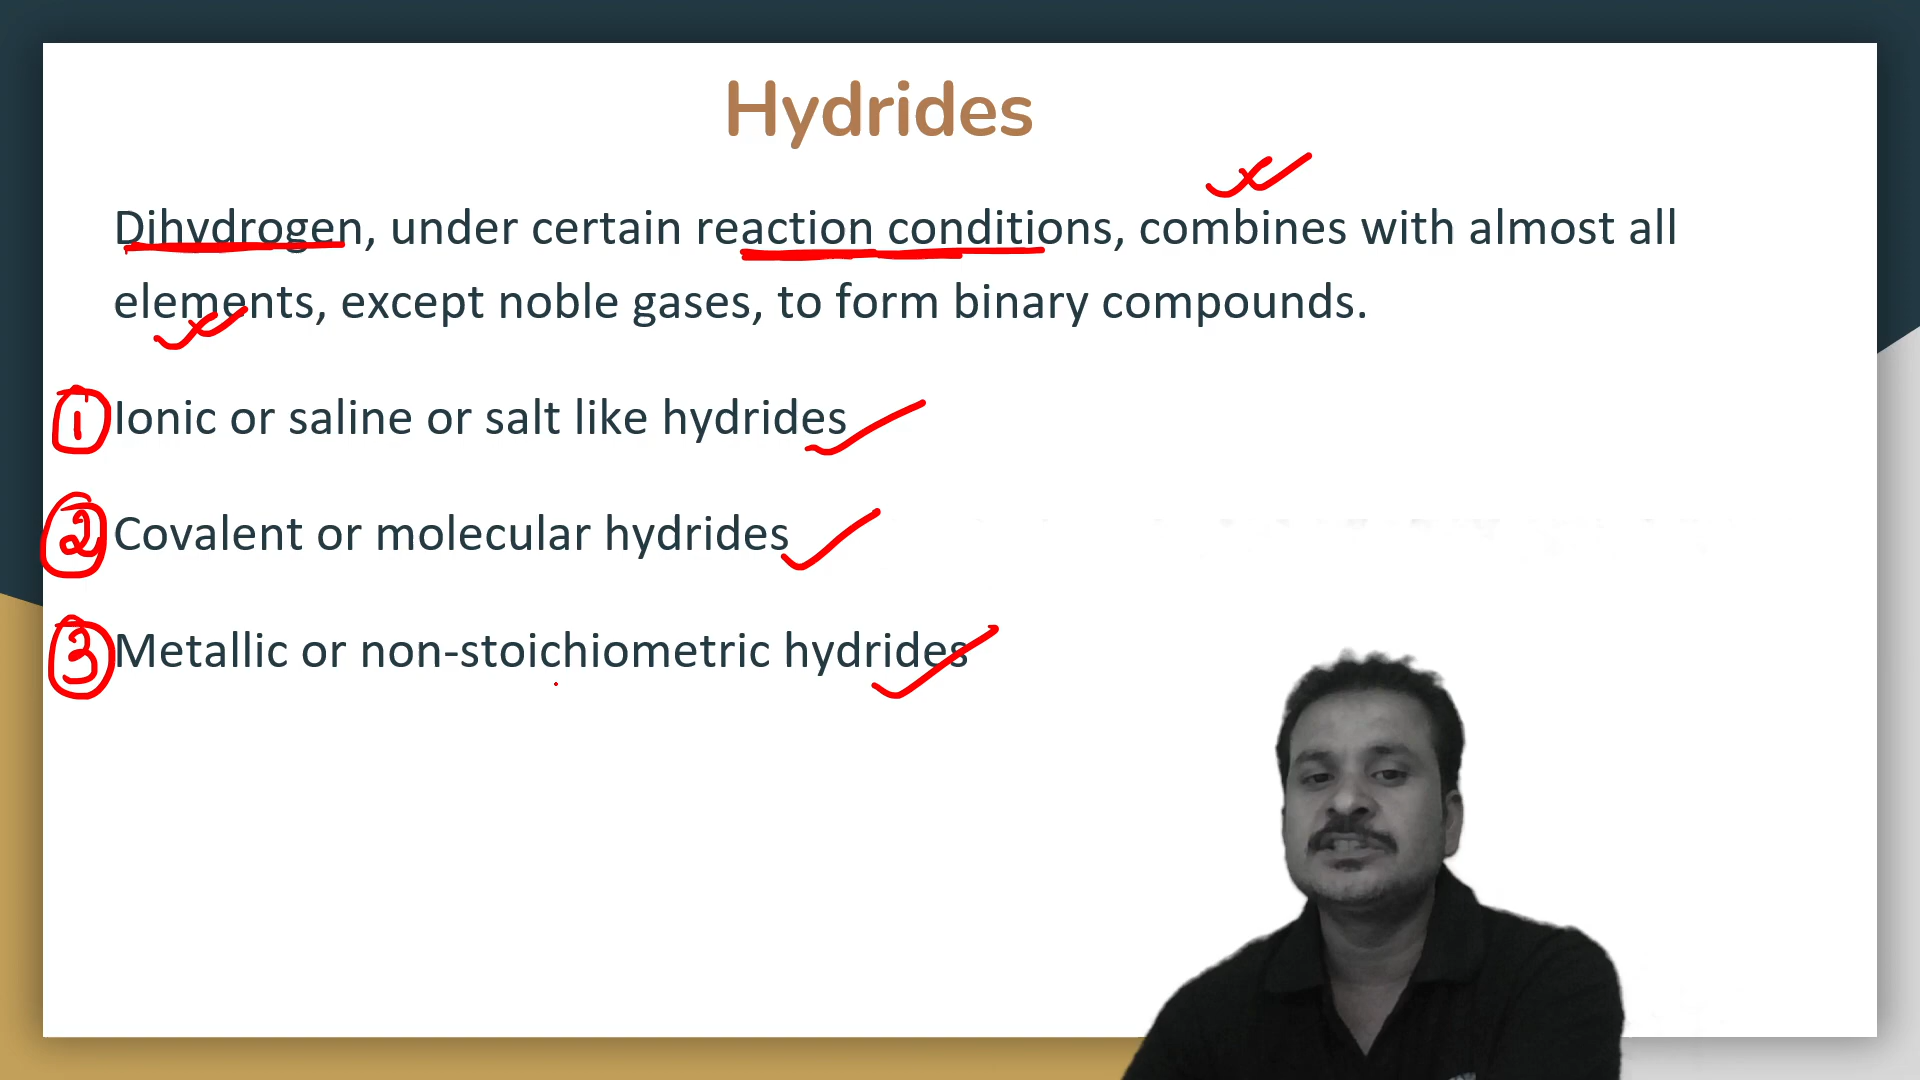 Hydrides
Dihydrogen, under certain reaction conditions, combines with almost all
elements, except noble gases, to form binary compounds.
1 Ionic or saline or salt like hydrides
2 Covalent or molecular hydrides
3 Metallic or non-stoichiometric hydrides